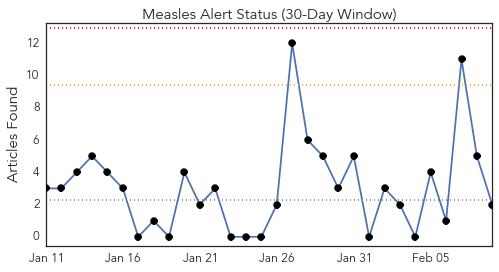 Measles Alert Status (30-Day Window)
Articles Found
12
10
8
6
4
2
0
Jan 11 Jan 16 Jan 21 Jan 26 Jan 31 Feb 05